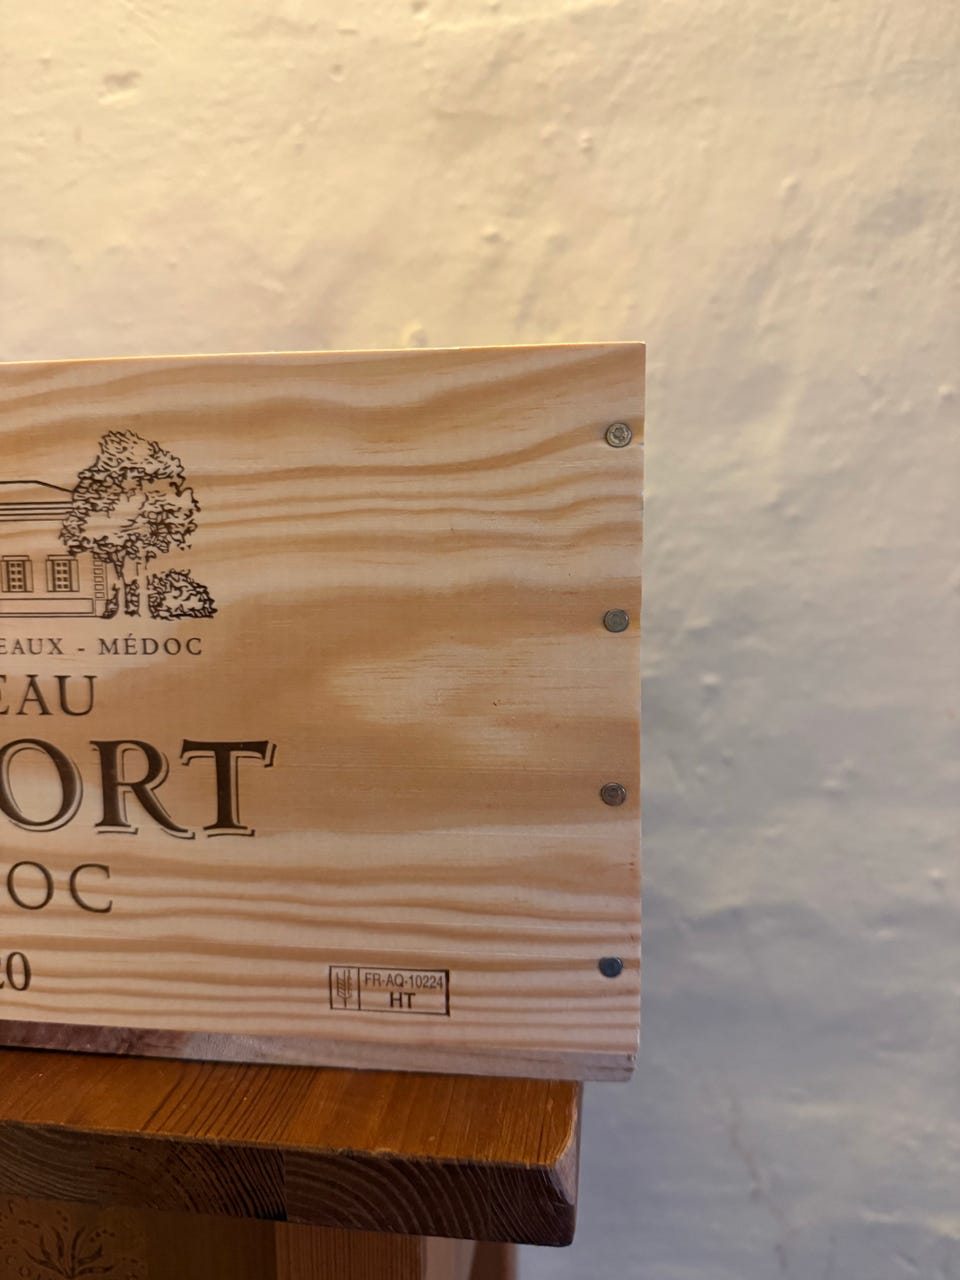 EAUX - MÉDOC
EAU
ORT
OC
20
FR-AQ-10224
HT